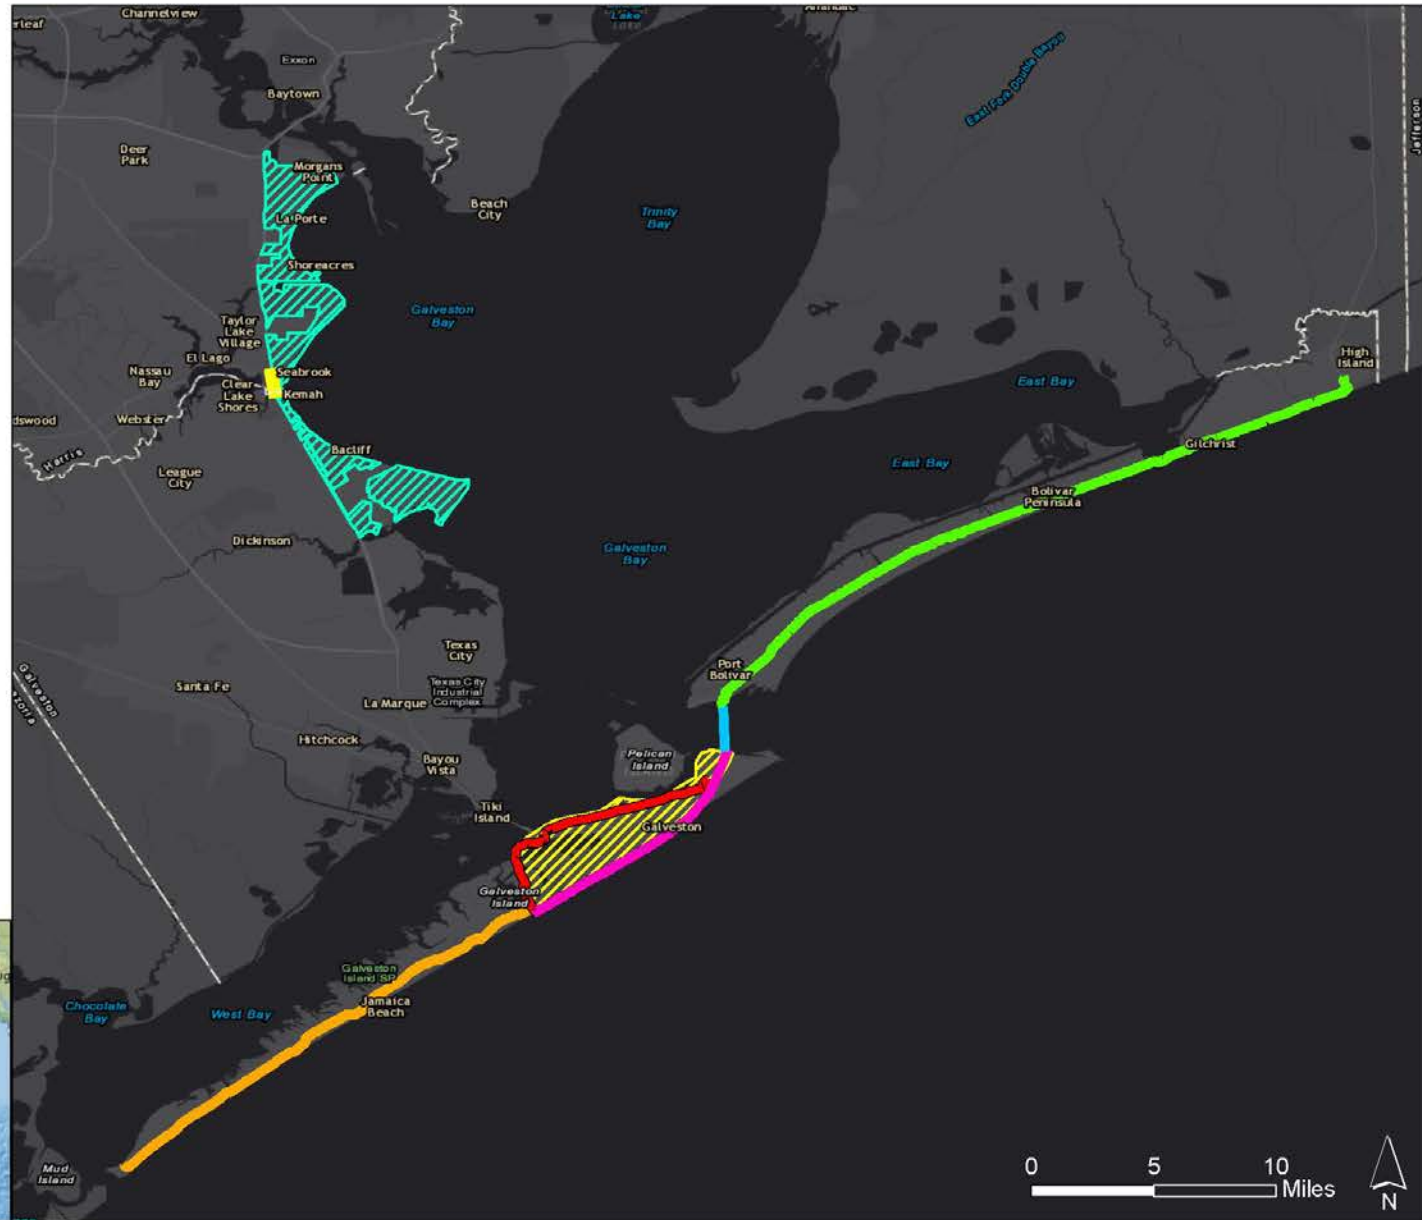 Channelview
Exxon
Baytown
Lake
East Fork Double Bayou
Jefferson
Deer
Park
Morgans
Point
Beach
City
La Porte
Trinity
Bay
Shoreacres
Galveston
Bay
Taylor
Lake
Village
El Lago
Nassau
Bay
Seabrook
Clear
Lake
Shores
Kemah
High
Island
East Bay
dswood
Webster
Harris
Bacliff
Gilchrist
League
City
East Bay
Bolivar
Peninsula
Dickinson
Galveston
Bay
Texas
City
Port
Bolivar
Galveston
azoria
Santa Fe
Texas City
Industrial
Complex
La Marque
Hitchcock
Bayou
Vista
Pelican
Island
Tiki
Island
Galveston
Galveston
Island
Galveston
Island SP
Jamaica
Beach
Chocolate
Bay
West Bay
Mud
Island
0 5 10
Miles
N